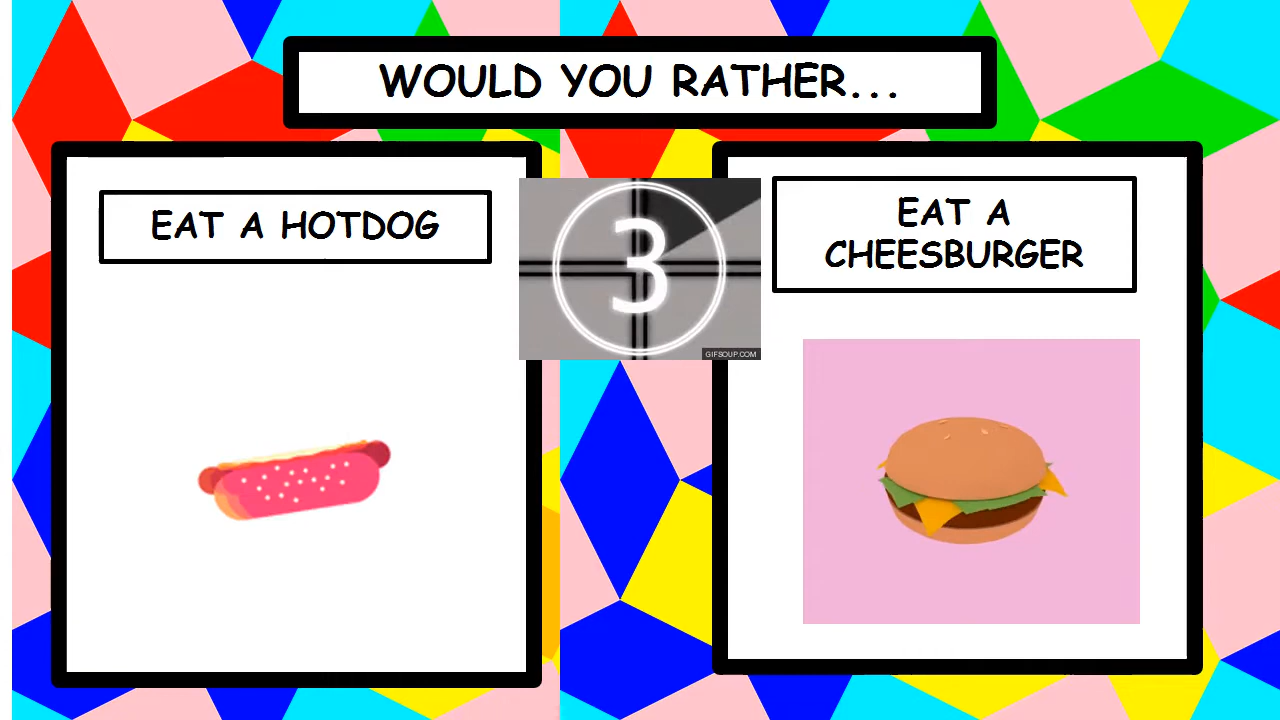 WOULD YOU RATHER...
EAT A HOTDOG
3
GIFSOUP.COM
EAT A
CHEESBURGER